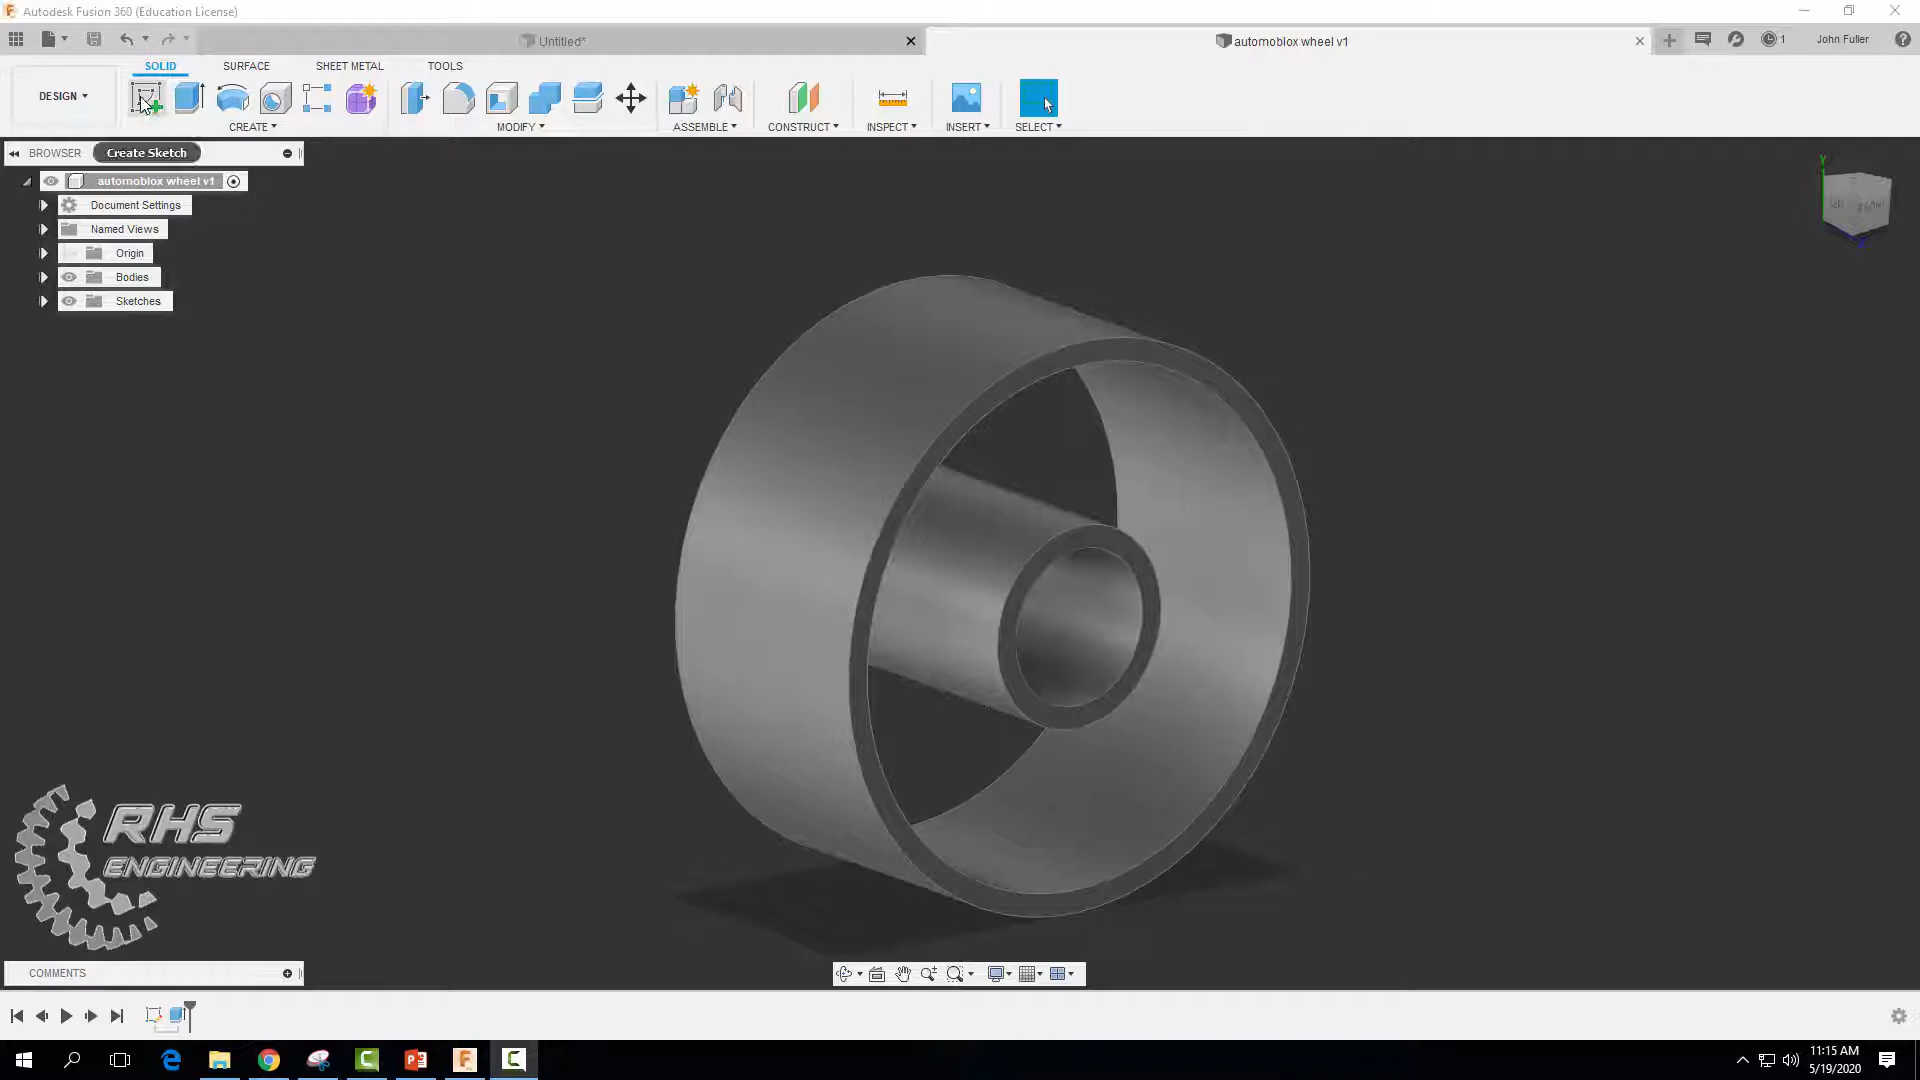 Autodesk Fusion 360 (Education License)
Untitled*
automoblox wheel v1
1
John Fuller
SOLID
SURFACE
SHEET METAL
TOOLS
DESIGN
CREATE
MODIFY
ASSEMBLE
CONSTRUCT
INSPECT
INSERT
SELECT
BROWSER
Create Sketch
automoblox wheel v1
Document Settings
Named Views
Origin
Bodies
Sketches
Y
FRONT
Z
RHS
ENGINEERING
COMMENTS
11:15 AM
5/19/2020